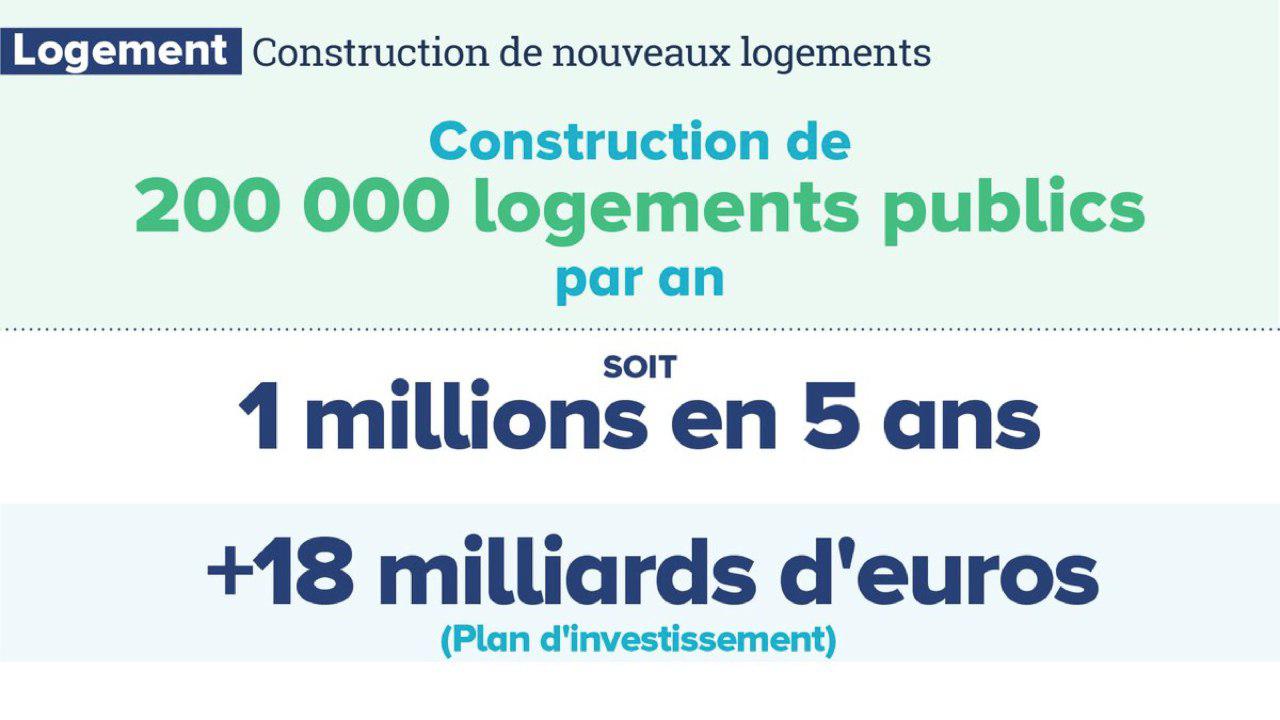 Logement Construction de nouveaux logements
Construction de
200 000 logements publics
par an
SOIT
1 millions en 5 ans
+18 milliards d'euros
(Plan d'investissement)